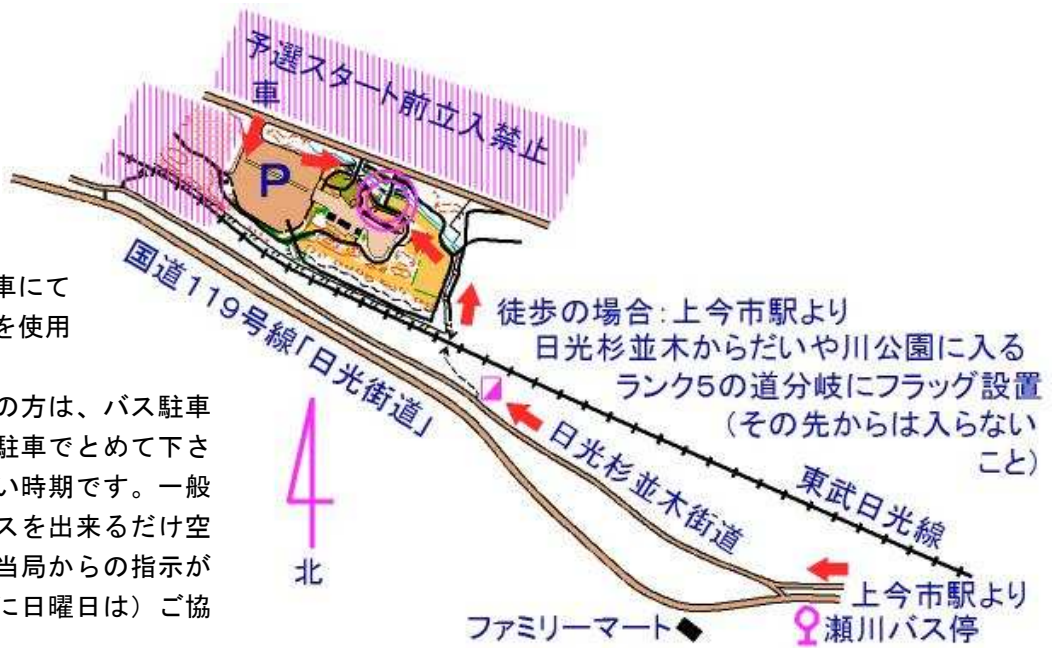 予選スタート前立入禁止
車
P
国道119号線「日光街道」
車にて
を使用
徒歩の場合:上今市駅より
日光杉並木からだいや川公園に入る
ランク5の道分岐にフラッグ設置
(その先からは入らない
こと)
の方は、バス駐車
駐車でとめて下さ
い時期です。一般
スを出来るだけ空
当局からの指示が
に日曜日は)ご協
北
日光杉並木街道
東武日光線
上今市駅より
ファミリーマート
瀬川バス停